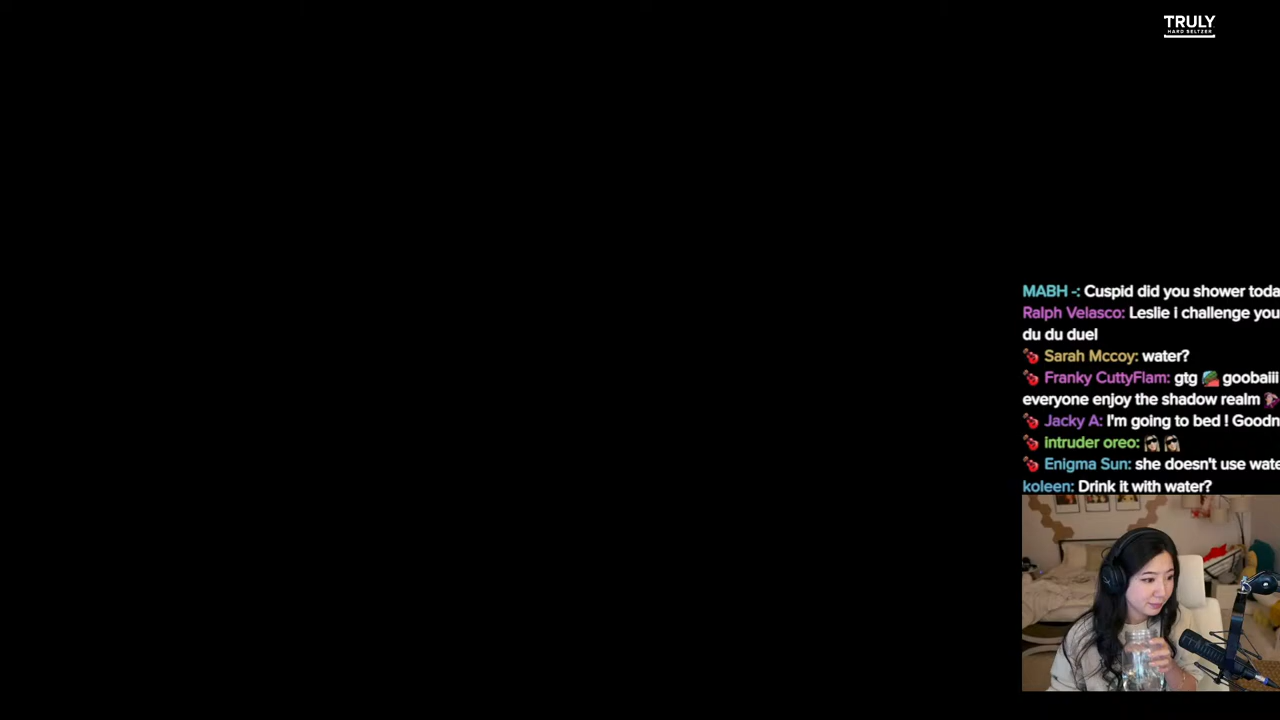 TRULY
HARD SELTZER
MABH -: Cuspid did you shower toda
Ralph Velasco: Leslie i challenge you
du du duel
Sarah Mccoy: water?
Franky CuttyFlam: gtg goobaiii
everyone enjoy the shadow realm
Jacky A: I'm going to bed ! Goodn
intruder oreo:
Enigma Sun: she doesn't use wate
koleen: Drink it with water?